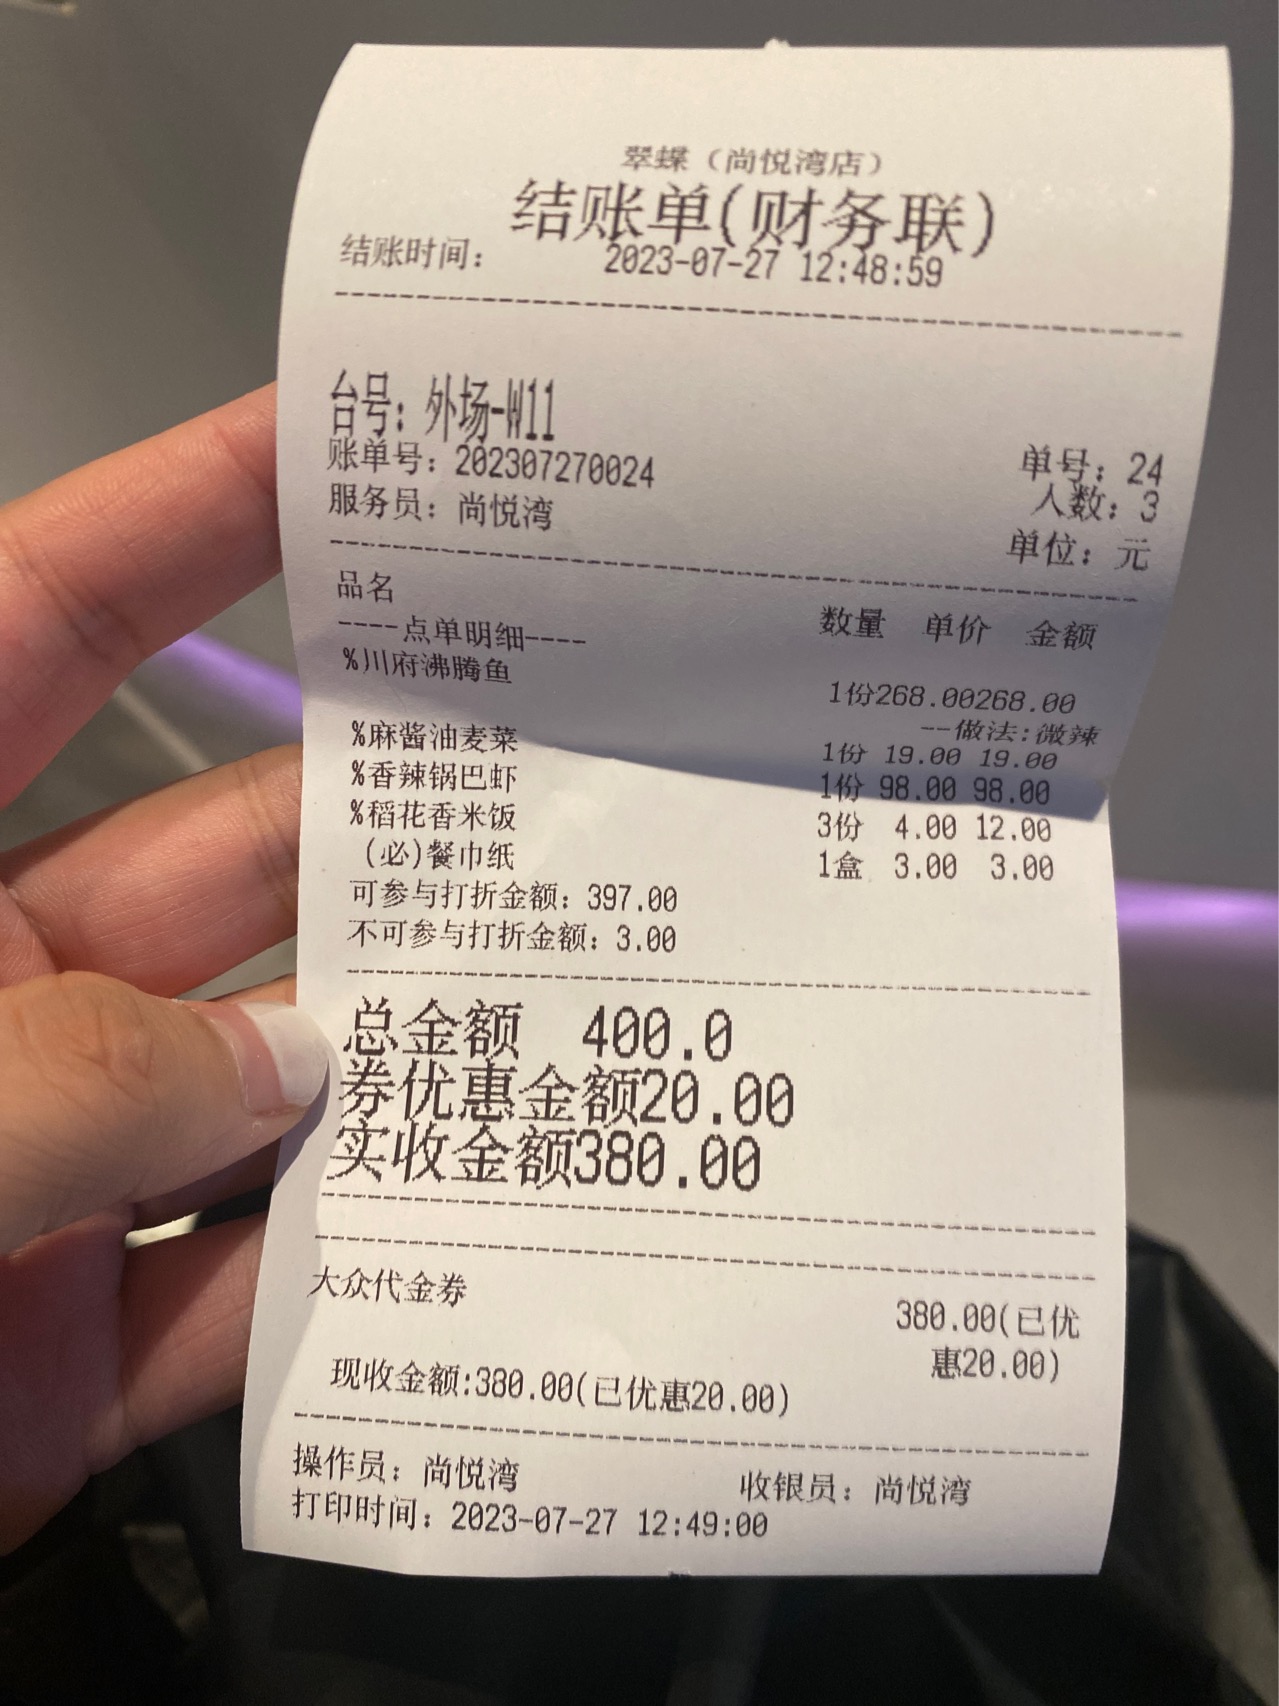 翠蝶（尚悦湾店）
结账单(财务联)
结账时间： 2023-07-27 12:48:59
台号：外场-W11
账单号：202307270024 单号：24
服务员：尚悦湾 人数：3
单位：元
品名 数量 单价 金额
----点单明细----
%川府沸腾鱼
1份268.00268.00
--做法:微辣
%麻酱油麦菜 1份 19.00 19.00
%香辣锅巴虾 1份 98.00 98.00
%稻花香米饭 3份 4.00 12.00
(必)餐巾纸 1盒 3.00 3.00
可参与打折金额：397.00
不可参与打折金额：3.00
总金额 400.0
券优惠金额20.00
实收金额380.00
大众代金券 380.00(已优
惠20.00)
现收金额:380.00(已优惠20.00)
操作员：尚悦湾 收银员：尚悦湾
打印时间：2023-07-27 12:49:00